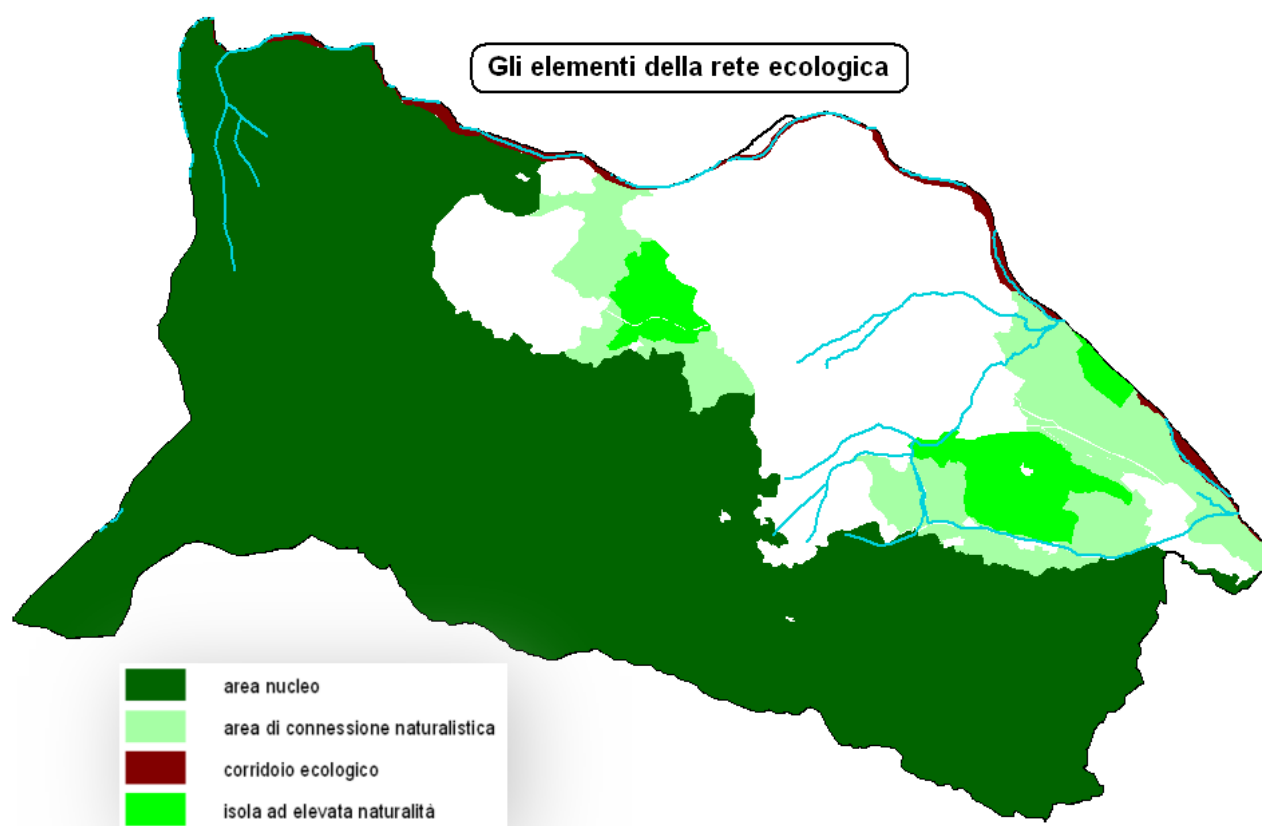 Gli elementi della rete ecologica
area nucleo
area di connessione naturalistica
corridoio ecologico
isola ad elevata naturalità